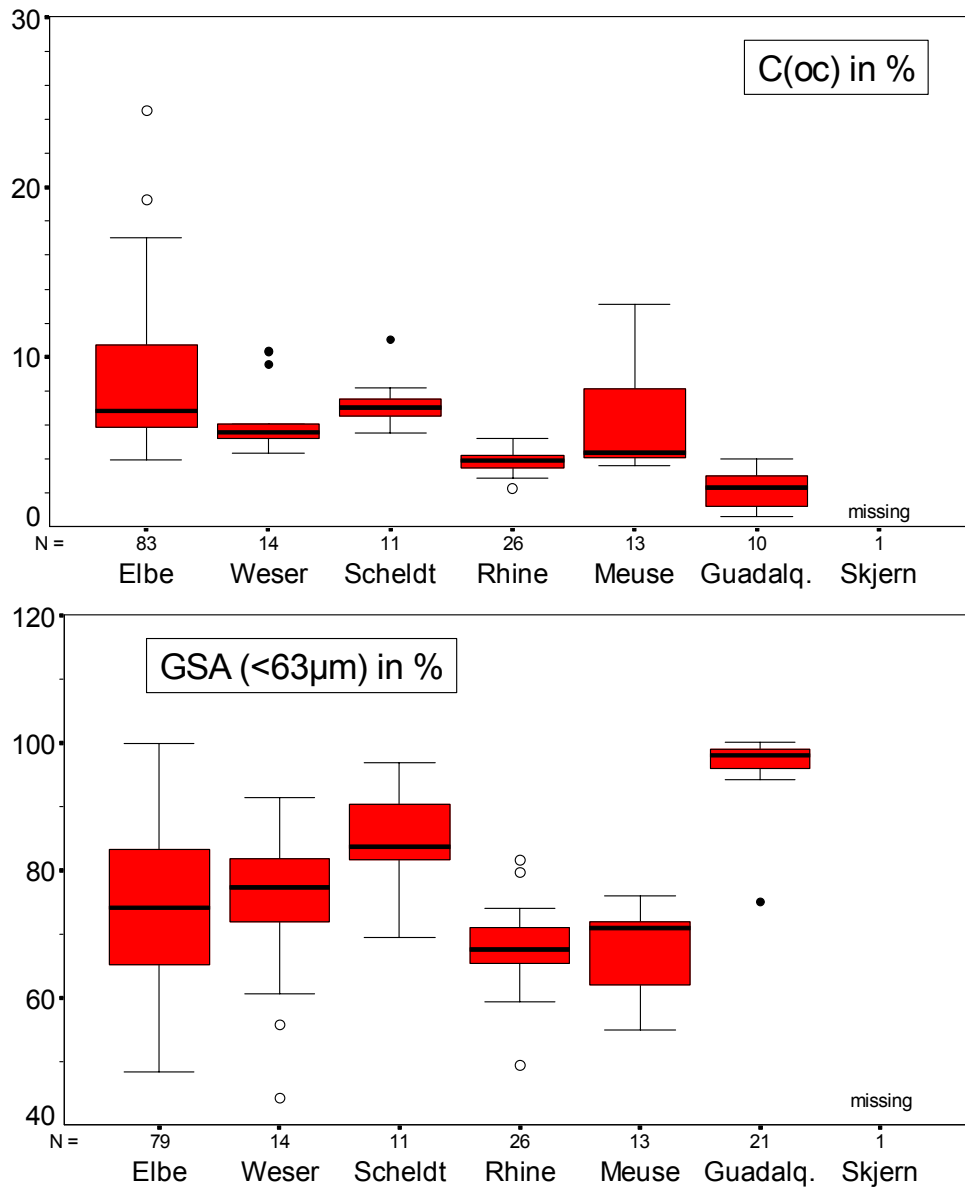 30
C(oc) in %
20
10
0
missing
N = 83 14 11 26 13 10 1
Elbe Weser Scheldt Rhine Meuse Guadalq. Skjern
120
GSA (<63µm) in %
100
80
60
missing
40
N = 79 14 11 26 13 21 1
Elbe Weser Scheldt Rhine Meuse Guadalq. Skjern